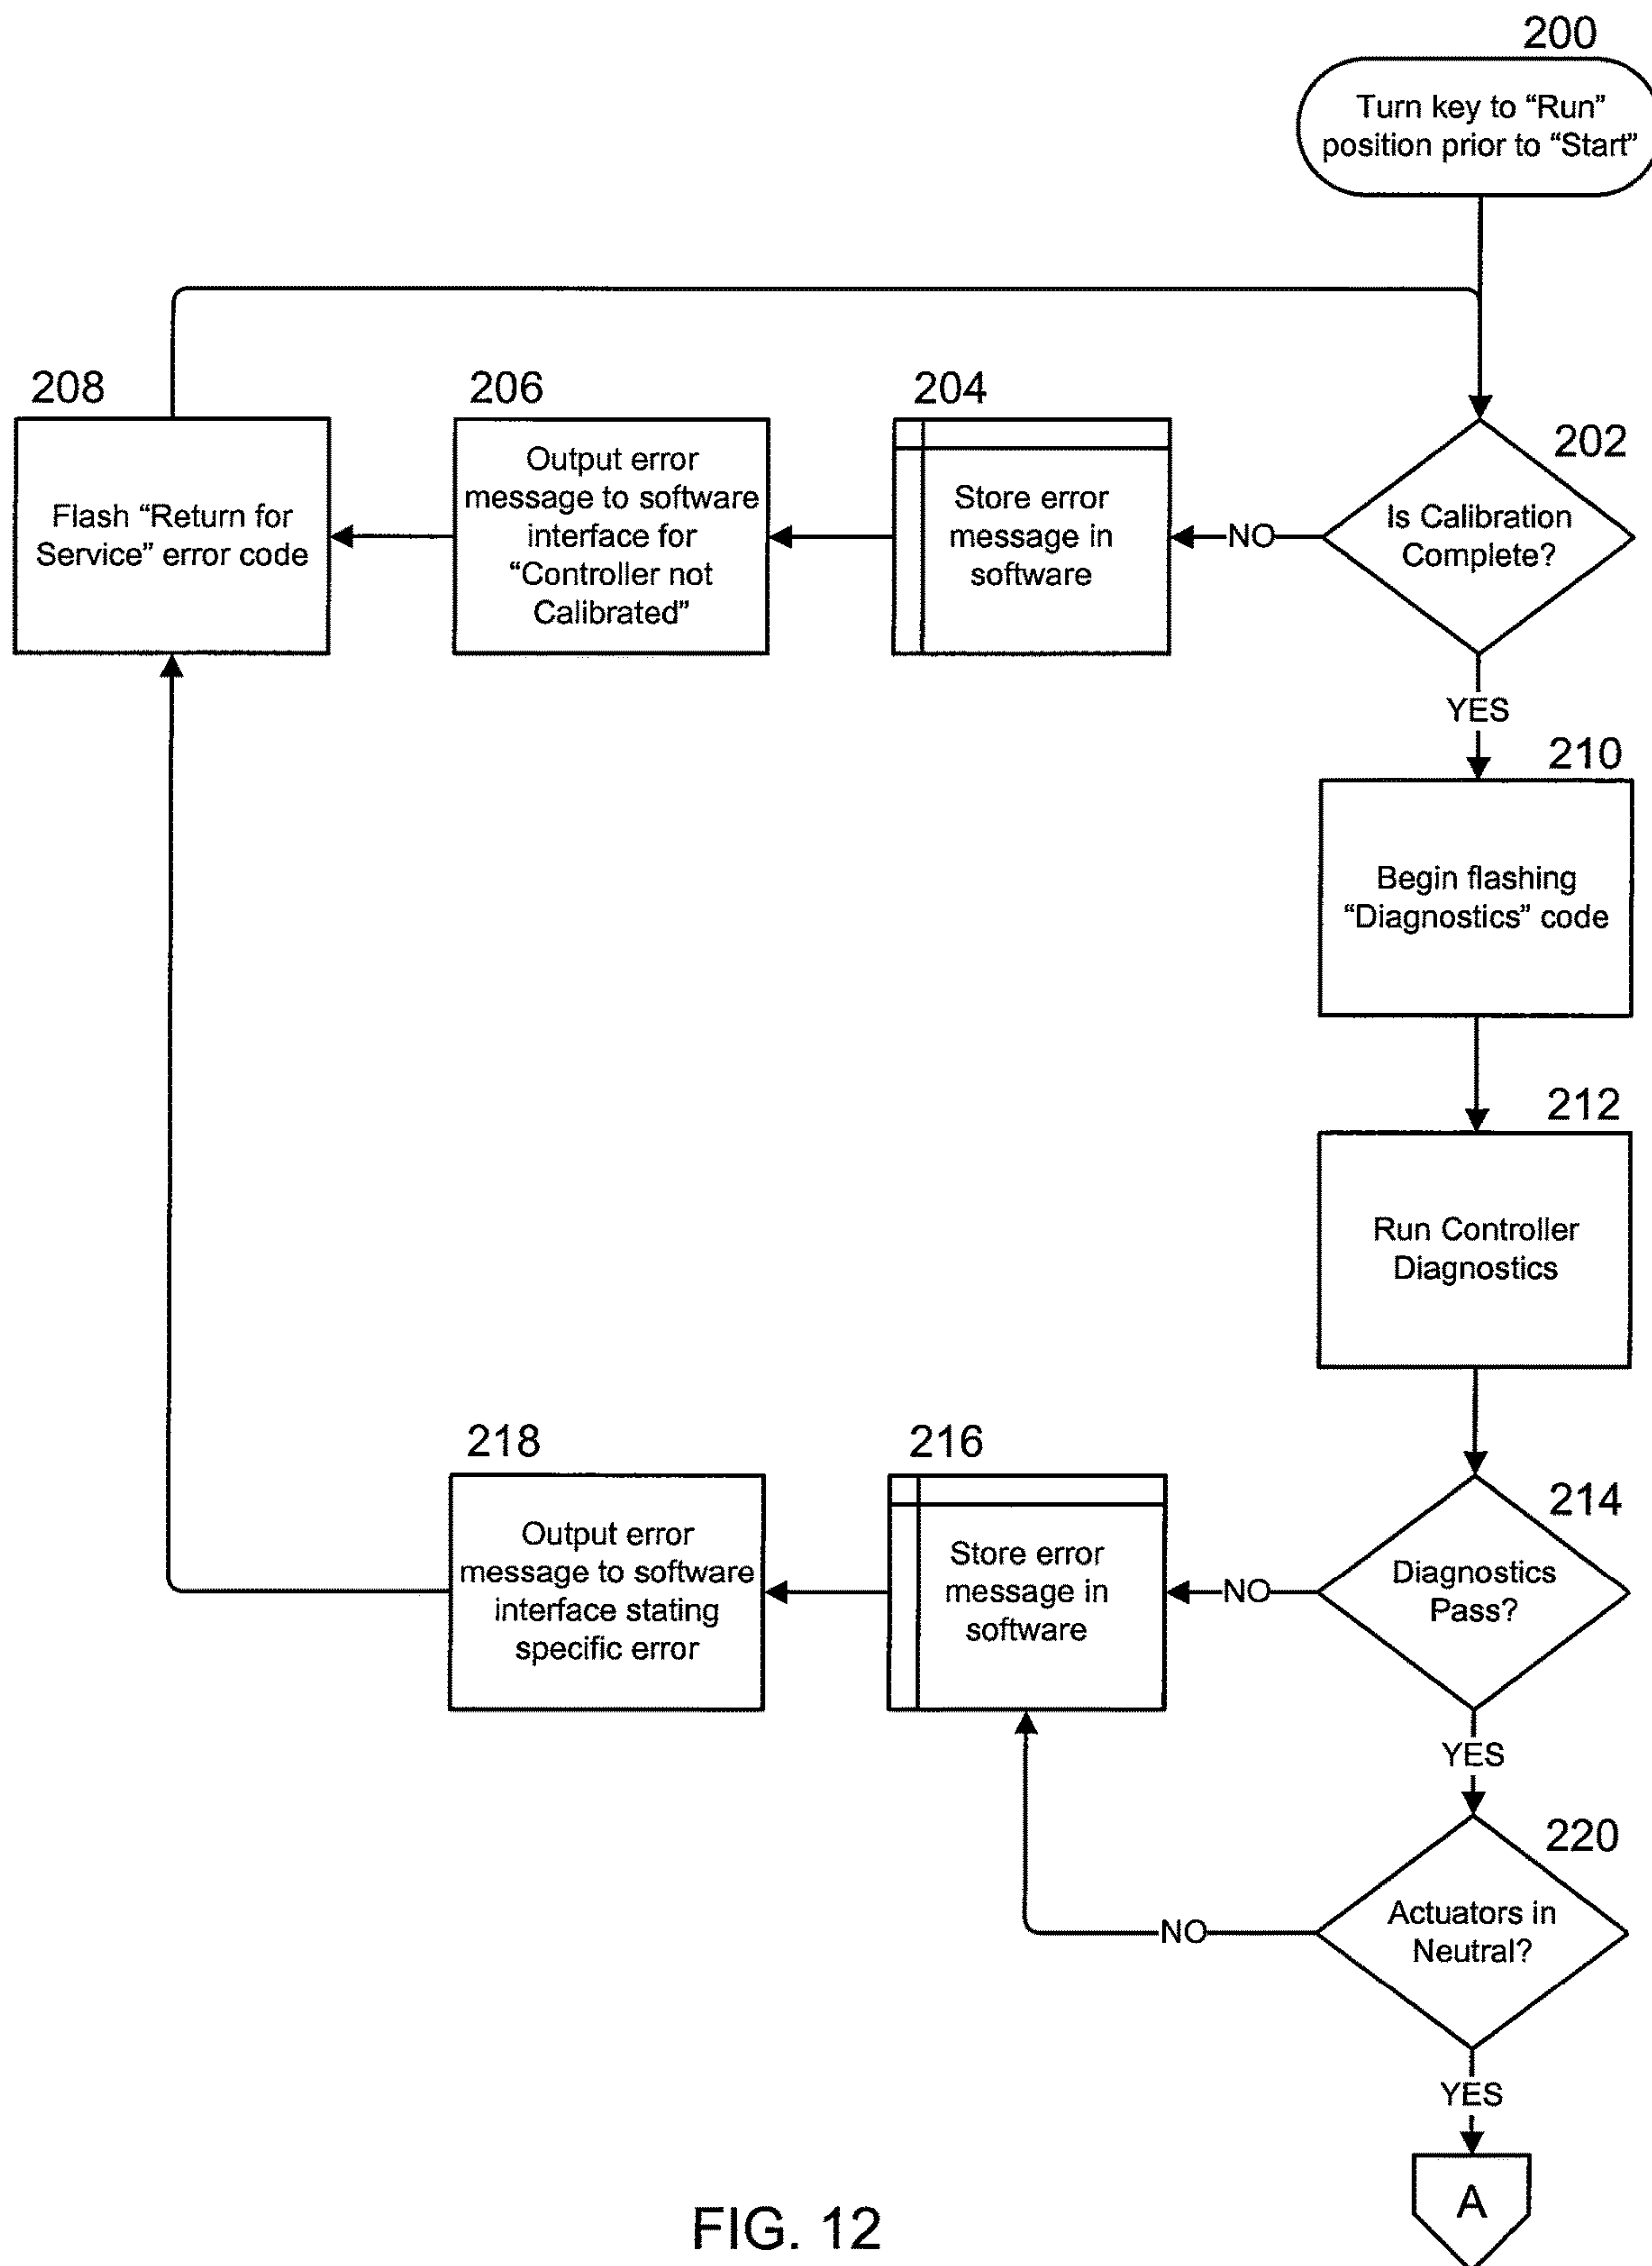 200
Turn key to “Run”
position prior to “Start”
208
206
204
202
Flash “Return for
Service” error code
Output error
message to software
interface for
“Controller not
Calibrated”
Store error
message in
software
NO
Is Calibration
Complete?
YES
210
Begin flashing
“Diagnostics” code
212
Run Controller
Diagnostics
218
216
214
Output error
message to software
interface stating
specific error
Store error
message in
software
NO
Diagnostics
Pass?
YES
220
NO
Actuators in
Neutral?
YES
A
FIG. 12